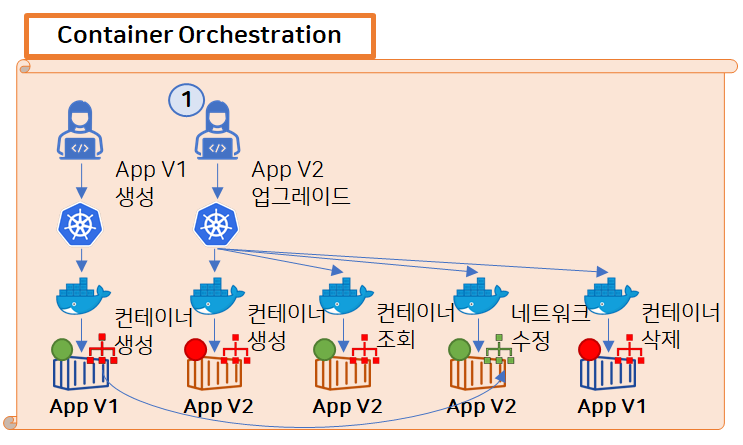 Container Orchestration
1
App V1
생성
App V2
업그레이드
컨테이너
생성
컨테이너
생성
컨테이너
조회
네트워크
수정
컨테이너
삭제
App V1
App V2
App V2
App V2
App V1